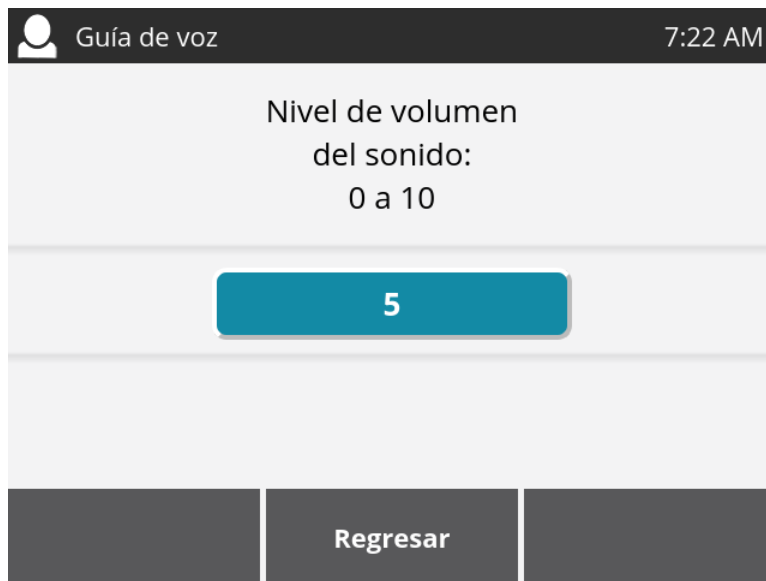 Guía de voz
7:22 AM
Nivel de volumen
del sonido:
0 a 10
5
Regresar